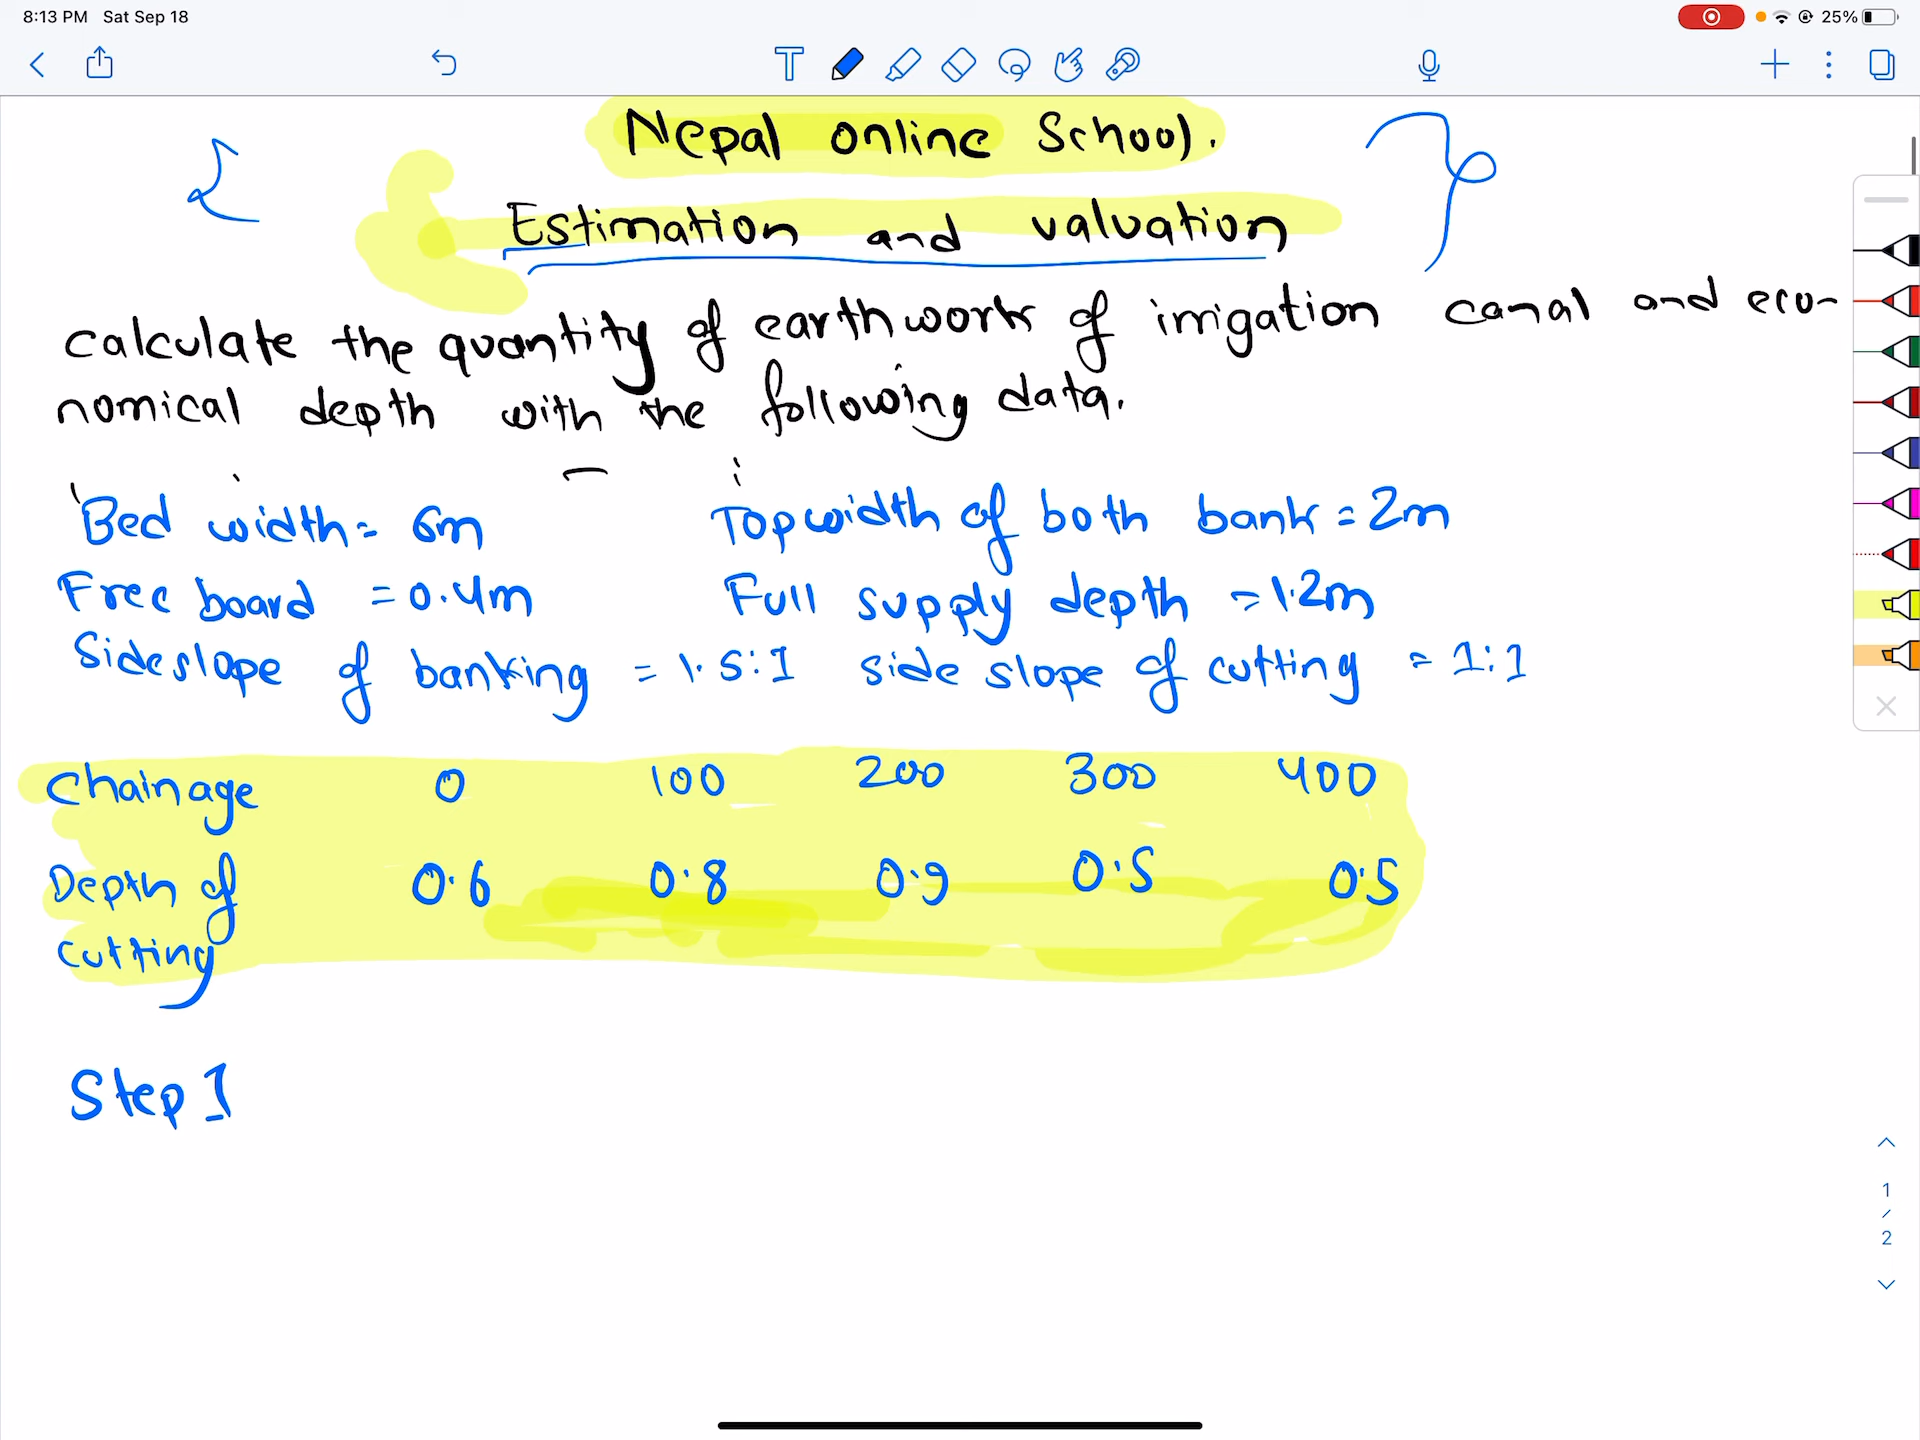 8:13 PM Sat Sep 18
25%
Nepal online School.
Estimation and valuation
calculate the quantity of earthwork of irrigation canal and eco-
nomical depth with the following data.
Bed width = 6m Top width of both bank = 2m
Free board = 0.4m Full supply depth = 1.2m
Side slope of banking = 1.5:1 side slope of cutting = 1:1
Chainage 0 100 200 300 400
Depth of 0.6 0.8 0.9 0.5 0.5
cutting
Step 1
1
/
2